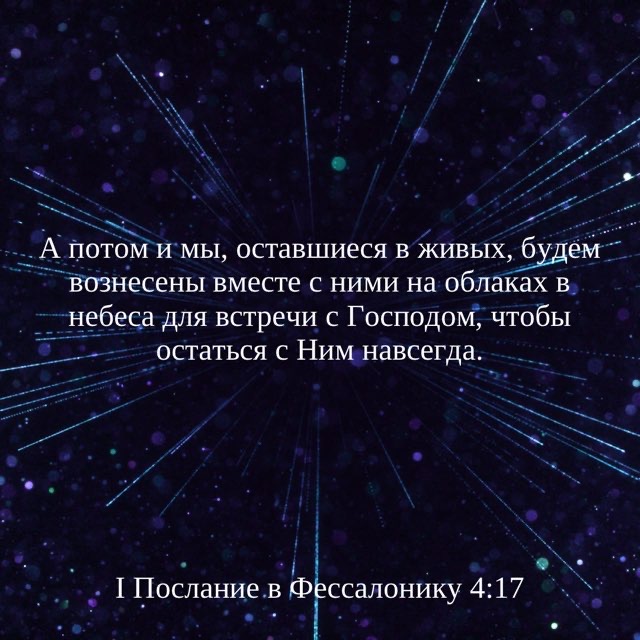 А потом и мы, оставшиеся в живых, будем
вознесены вместе с ними на облаках в
небеса для встречи с Господом, чтобы
остаться с Ним навсегда.
I Послание в Фессалонику 4:17